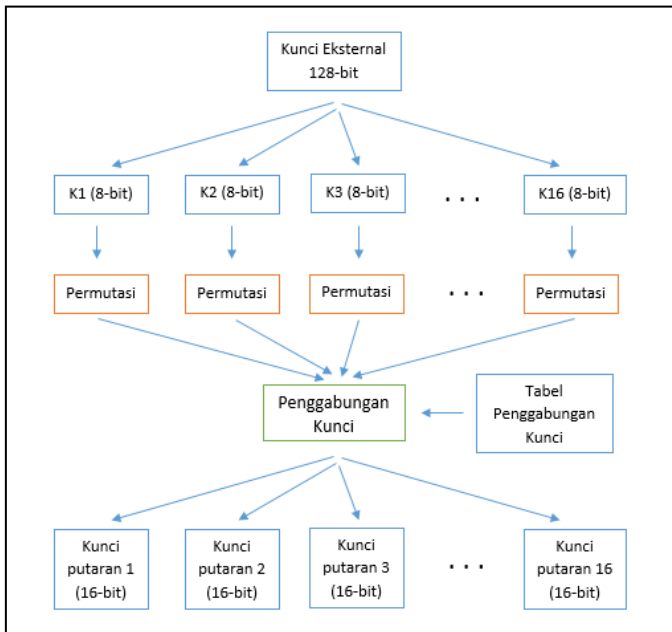 Kunci Eksternal
128-bit
K1 (8-bit)
K2 (8-bit)
K3 (8-bit)
. . .
K16 (8-bit)
Permutasi
Permutasi
Permutasi
. . .
Permutasi
Penggabungan
Kunci
Tabel
Penggabungan
Kunci
Kunci
putaran 1
(16-bit)
Kunci
putaran 2
(16-bit)
Kunci
putaran 3
(16-bit)
. . .
Kunci
putaran 16
(16-bit)